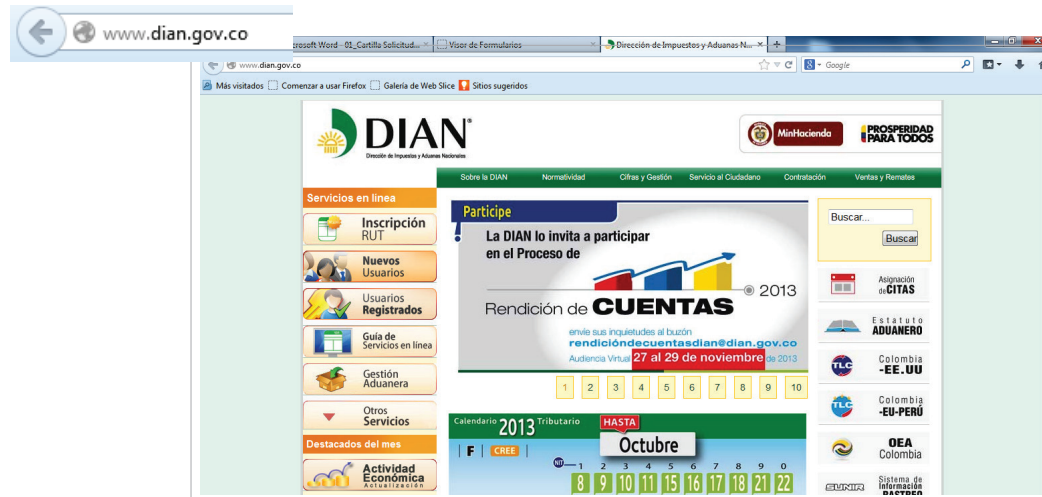 www.dian.gov.co
crosoft Word - 01_Cartilla Solicitud...
Visor de Formularios
Dirección de Impuestos y Aduanas N...
www.dian.gov.co
Google
Más visitados
Comenzar a usar Firefox
Galería de Web Slice
Sitios sugeridos
DIAN
Dirección de Impuestos y Aduanas Nacionales
MinHacienda
PROSPERIDAD
PARA TODOS
Sobre la DIAN
Normatividad
Cifras y Gestión
Servicio al Ciudadano
Contratación
Ventas y Remates
Servicios en línea
Inscripción
RUT
Nuevos
Usuarios
Usuarios
Registrados
Guía de
Servicios en línea
Gestión
Aduanera
Otros
Servicios
Destacados del mes
Actividad
Económica
Actualización
Participe
La DIAN lo invita a participar
en el Proceso de
2013
Rendición de CUENTAS
envíe sus inquietudes al buzón
rendicióndecuentasdian@dian.gov.co
Audiencia Virtual 27 al 29 de noviembre de 2013
1 2 3 4 5 6 7 8 9 10
Calendario 2013 Tributario
HASTA
Octubre
F CREE
NIT 1 2 3 4 5 6 7 8 9 0
8 9 10 11 15 16 17 18 21 22
Buscar...
Buscar
Asignación
de CITAS
Estatuto
ADUANERO
TLC
Colombia
-EE.UU
TLC
Colombia
-EU-PERÚ
OEA
Colombia
SUNIR
Sistema de
Información
RASTREO